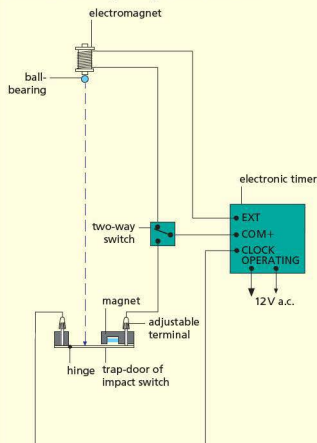 electromagnet
ball-
bearing
electronic timer
EXT
two-way
switch
COM+
CLOCK
OPERATING
12 V a.c.
magnet
adjustable
terminal
hinge
trap-door of
impact switch